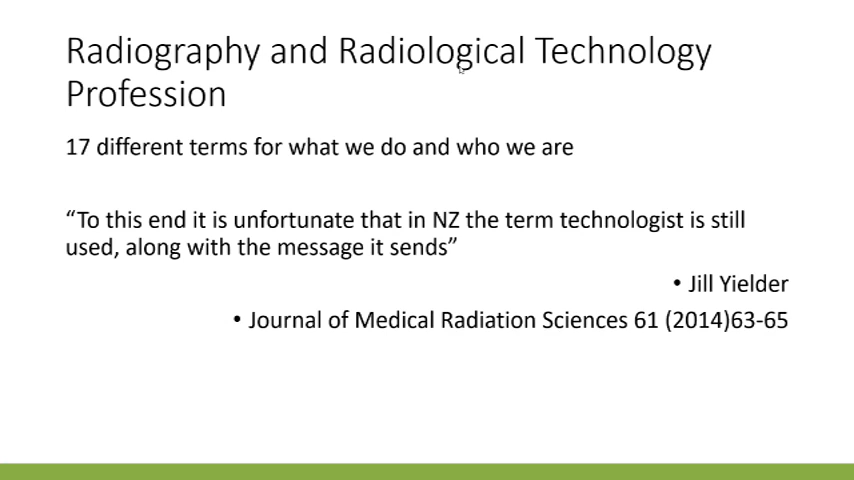 Radiography and Radiological Technology
Profession
17 different terms for what we do and who we are
“To this end it is unfortunate that in NZ the term technologist is still
used, along with the message it sends”
• Jill Yielder
• Journal of Medical Radiation Sciences 61 (2014)63-65